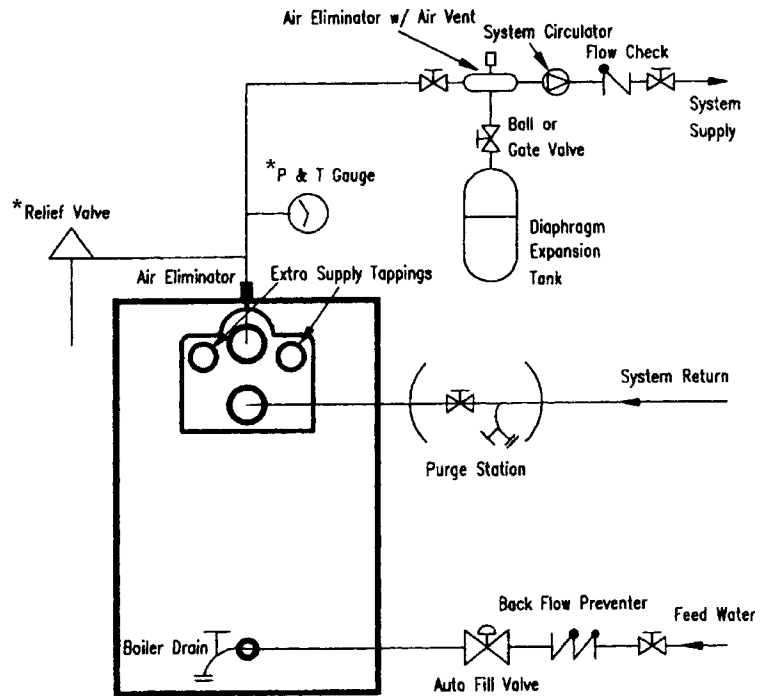 Air Eliminator w/ Air Vent
System Circulator
Flow Check
System
Supply
Ball or
Gate Valve
*P & T Gauge
*Relief Valve
Diaphragm
Expansion
Tank
Air Eliminator
Extra Supply Tappings
System Return
Purge Station
Back Flow Preventer
Feed Water
Boiler Drain
Auto Fill Valve